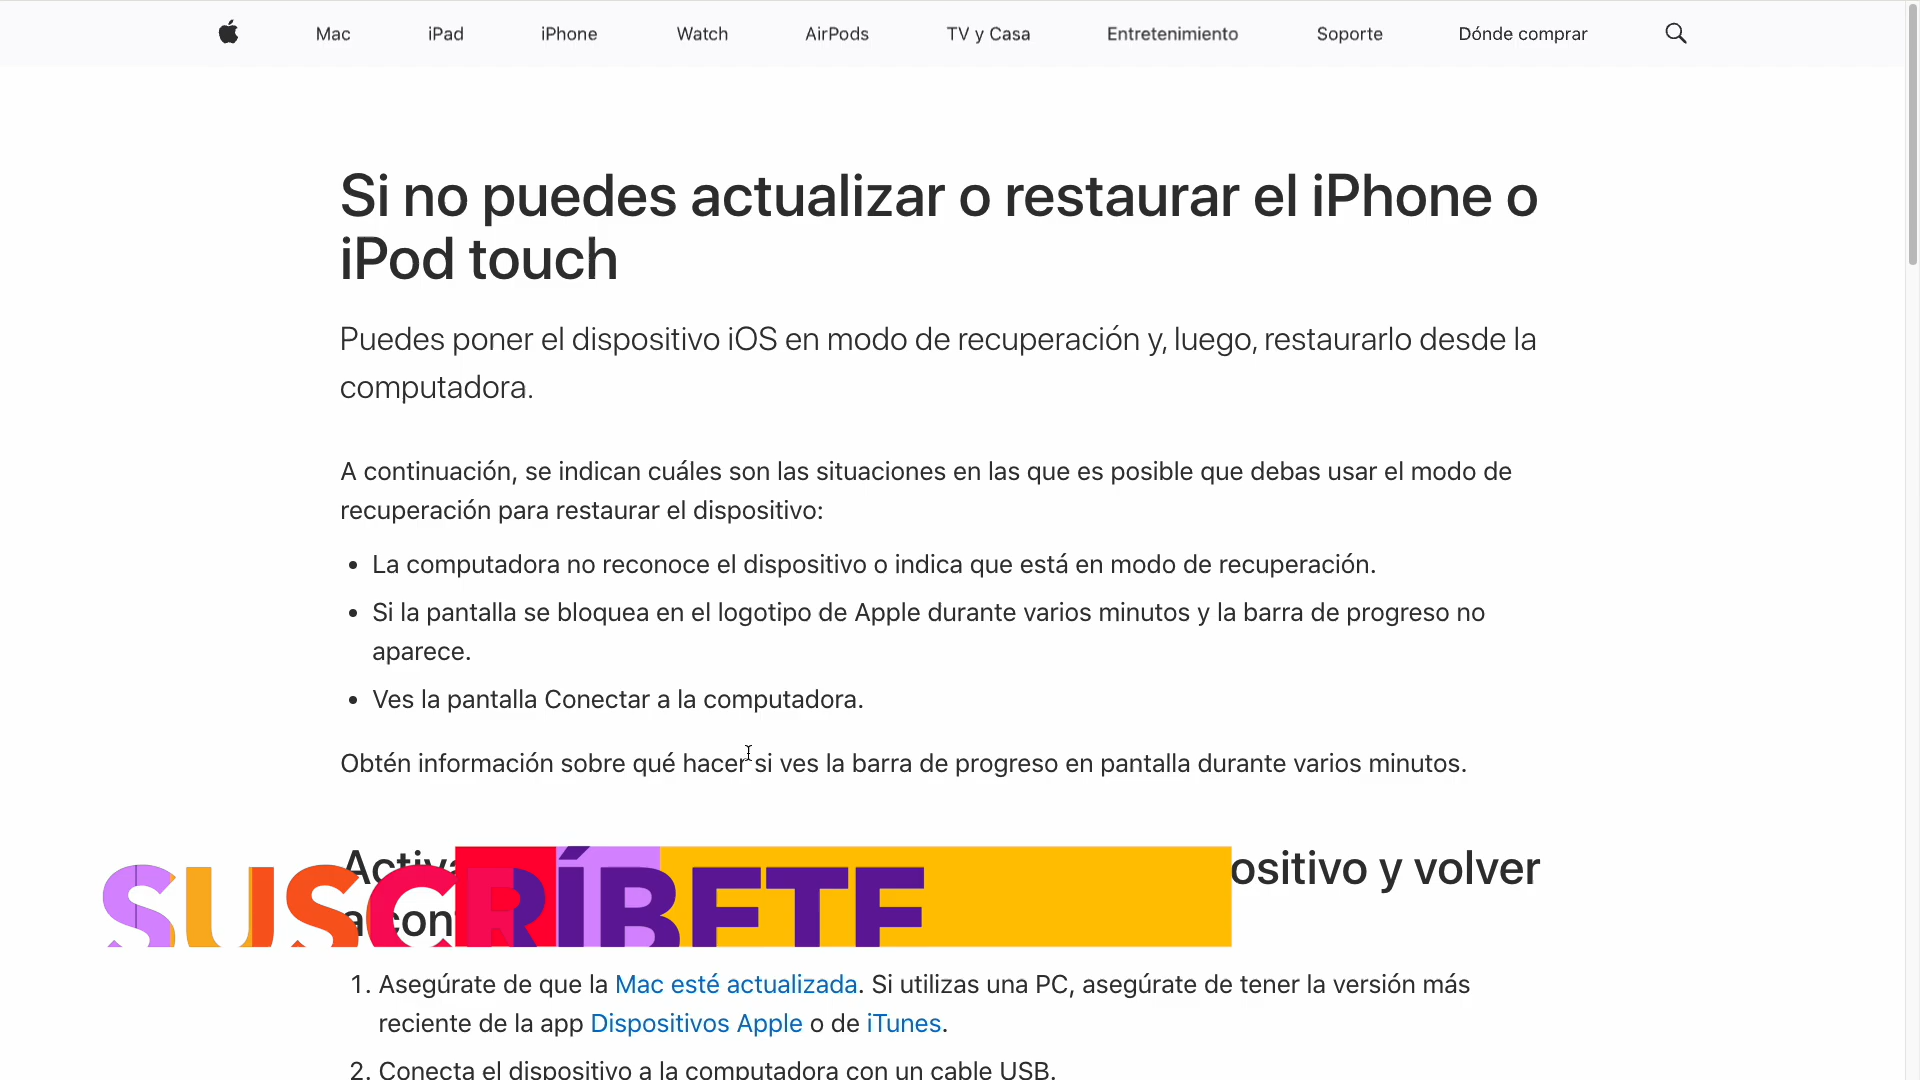 Mac iPad iPhone Watch AirPods TV y Casa Entretenimiento Soporte Dónde comprar
Si no puedes actualizar o restaurar el iPhone o
iPod touch
Puedes poner el dispositivo iOS en modo de recuperación y, luego, restaurarlo desde la
computadora.
A continuación, se indican cuáles son las situaciones en las que es posible que debas usar el modo de
recuperación para restaurar el dispositivo:
• La computadora no reconoce el dispositivo o indica que está en modo de recuperación.
• Si la pantalla se bloquea en el logotipo de Apple durante varios minutos y la barra de progreso no
aparece.
• Ves la pantalla Conectar a la computadora.
Obtén información sobre qué hacer si ves la barra de progreso en pantalla durante varios minutos.
y volver
SUSCRÍBETE
1. Asegúrate de que la Mac esté actualizada. Si utilizas una PC, asegúrate de tener la versión más
reciente de la app Dispositivos Apple o de iTunes.
2. Conecta el dispositivo a la computadora con un cable USB.